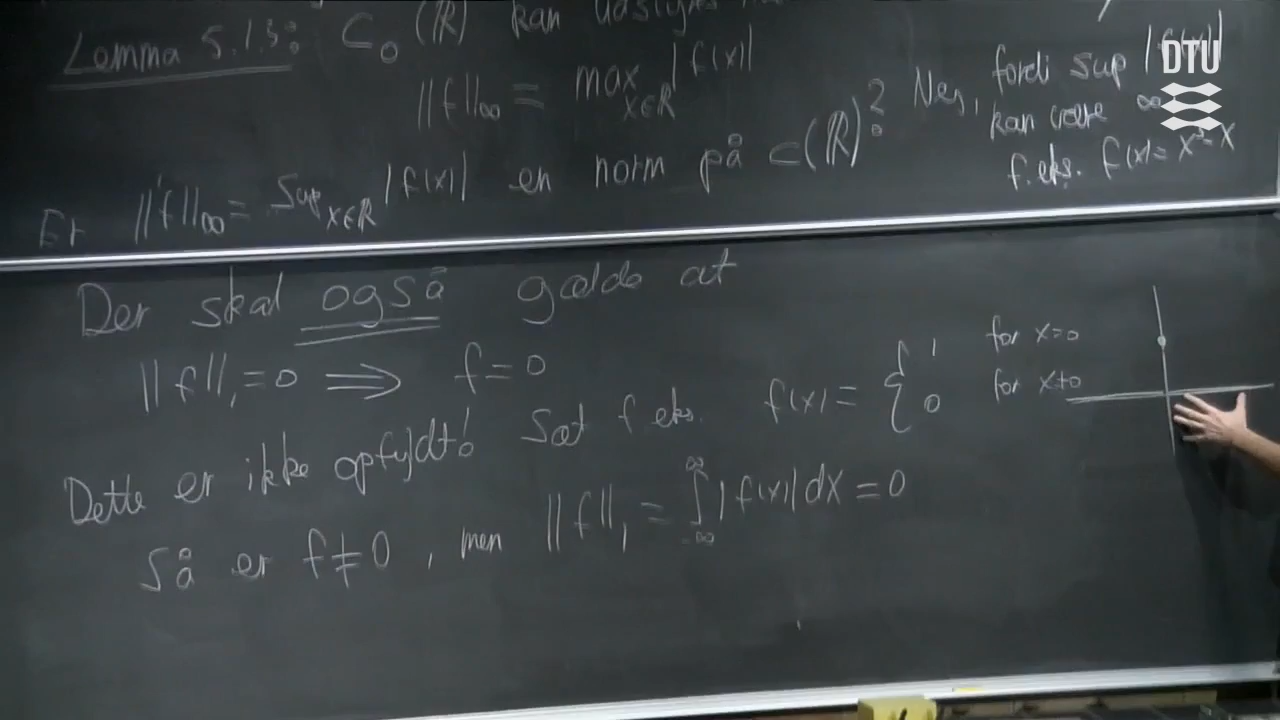 Lemma 5.1.3: C₀(ℝ) kan udstyres
||f||∞ = max_{x∈ℝ} |f(x)|
Er ||f||∞ = Sup_{x∈ℝ} |f(x)| en norm på C(ℝ)?
Nej, fordi sup |f(x)|
kan være ∞
f.eks. f(x) = x³-x
DTU
Der skal også gælde at
||f||₁ = 0 ⟹ f = 0
Dette er ikke opfyldt! Sæt f eks. f(x) = { 1 for x=0
0 for x≠0
Så er f ≠ 0, men ||f||₁ = ∫_{-∞}^{∞} |f(x)| dx = 0